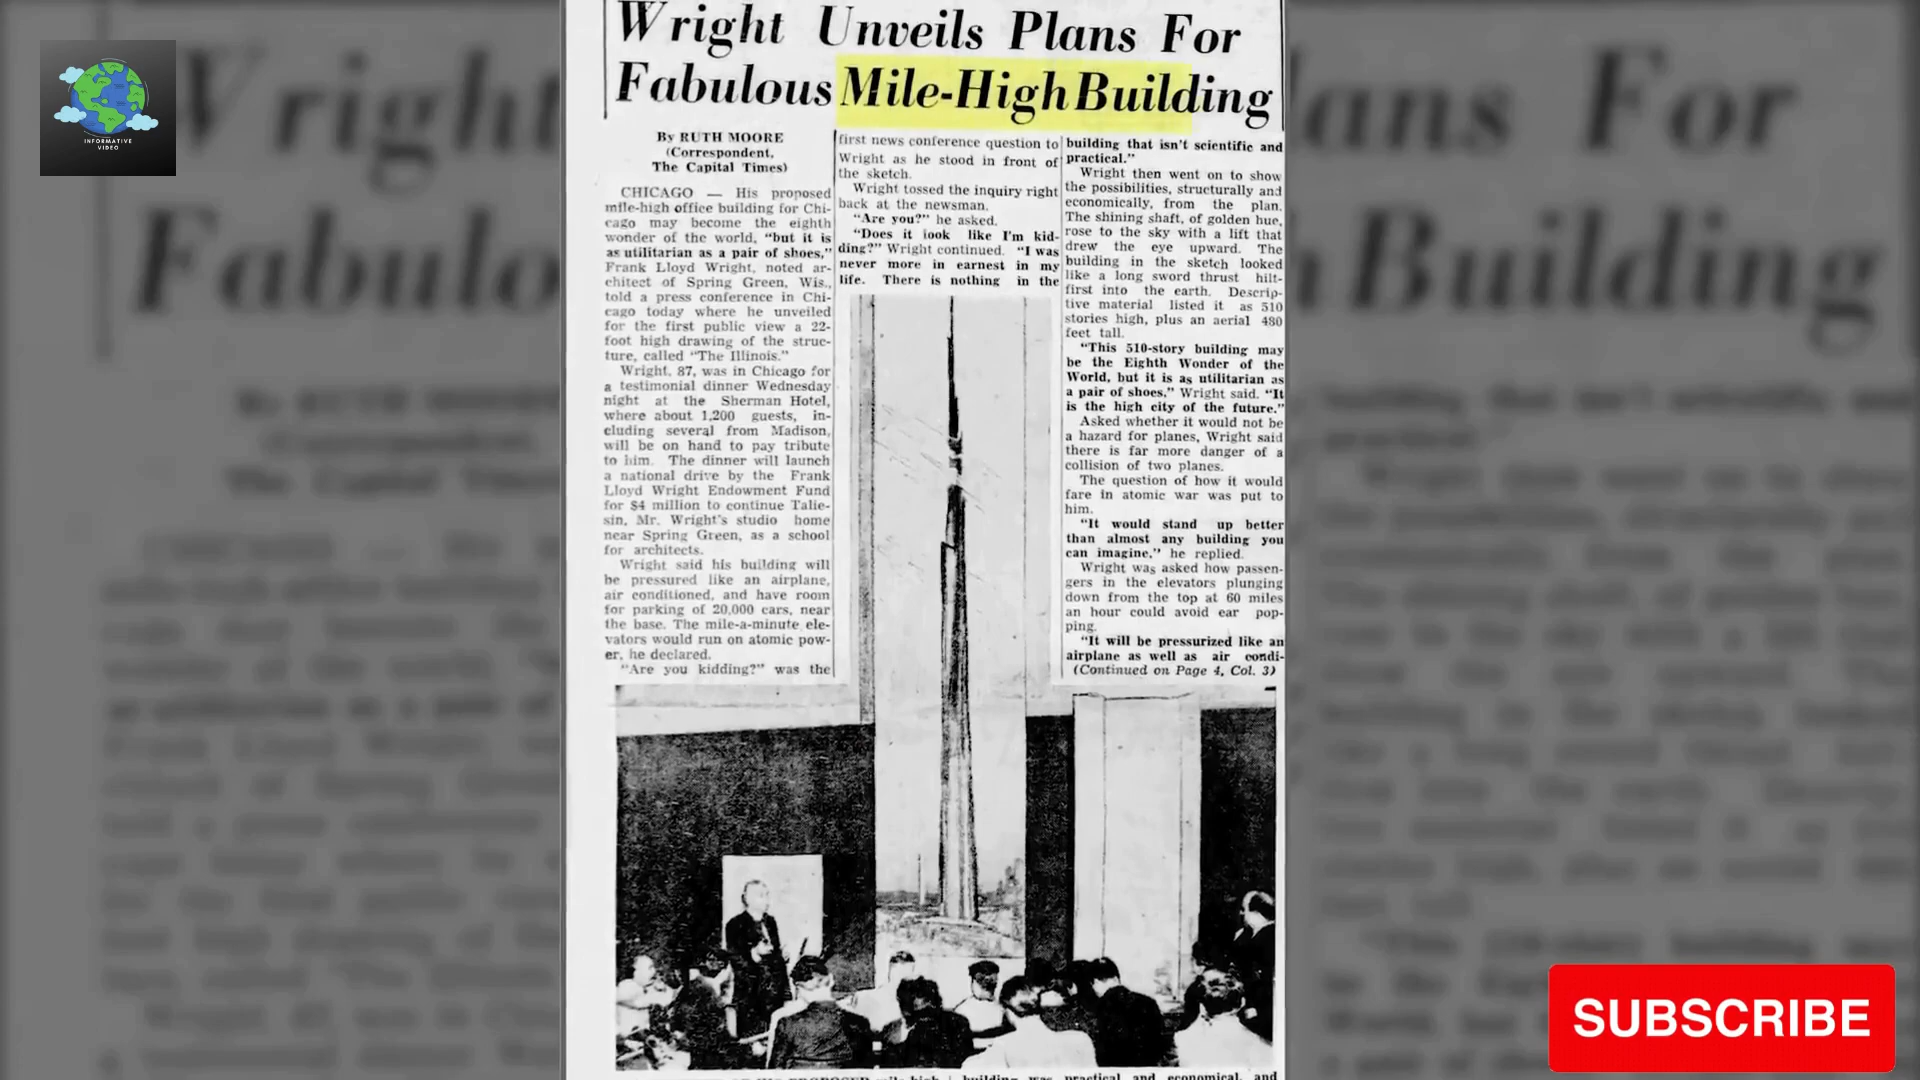 Wright Unveils Plans For
Fabulous Mile-High Building
By RUTH MOORE
(Correspondent,
The Capital Times)
CHICAGO — His proposed
mile-high office building for Chi-
cago may become the eighth
wonder of the world, "but it is
as utilitarian as a pair of shoes,"
Frank Lloyd Wright, noted ar-
chitect of Spring Green, Wis.,
told a press conference in Chi-
cago today where he unveiled
for the first public view a 22-
foot high drawing of the struc-
ture, called "The Illinois."
Wright, 87, was in Chicago for
a testimonial dinner Wednesday
night at the Sherman Hotel,
where about 1,200 guests, in-
cluding several from Madison,
will be on hand to pay tribute
to him. The dinner will launch
a national drive by the Frank
Lloyd Wright Endowment Fund
for $4 million to continue Talie-
sin, Mr. Wright's studio home
near Spring Green, as a school
for architects.
Wright said his building will
be pressured like an airplane,
air conditioned, and have room
for parking of 20,000 cars, near
the base. The mile-a-minute ele-
vators would run on atomic pow-
er, he declared.
"Are you kidding?" was the
first news conference question to
Wright as he stood in front of
the sketch.
Wright tossed the inquiry right
back at the newsman.
"Are you?" he asked.
"Does it look like I'm kid-
ding?" Wright continued. "I was
never more in earnest in my
life. There is nothing in the
building that isn't scientific and
practical."
Wright then went on to show
the possibilities, structurally and
economically, from the plan.
The shining shaft, of golden hue,
rose to the sky with a lift that
drew the eye upward. The
building in the sketch looked
like a long sword thrust hilt-
first into the earth. Descrip-
tive material listed it as 510
stories high, plus an aerial 480
feet tall.
"This 510-story building may
be the Eighth Wonder of the
World, but it is as utilitarian as
a pair of shoes," Wright said. "It
is the high city of the future."
Asked whether it would not be
a hazard for planes, Wright said
there is far more danger of a
collision of two planes.
The question of how it would
fare in atomic war was put to
him.
"It would stand up better
than almost any building you
can imagine," he replied.
Wright was asked how passen-
gers in the elevators plunging
down from the top at 60 miles
an hour could avoid ear pop-
ping.
"It will be pressurized like an
airplane as well as air condi-
(Continued on Page 4, Col. 3)
building was practical and economical, and
INFORMATIVE
VIDEO
SUBSCRIBE